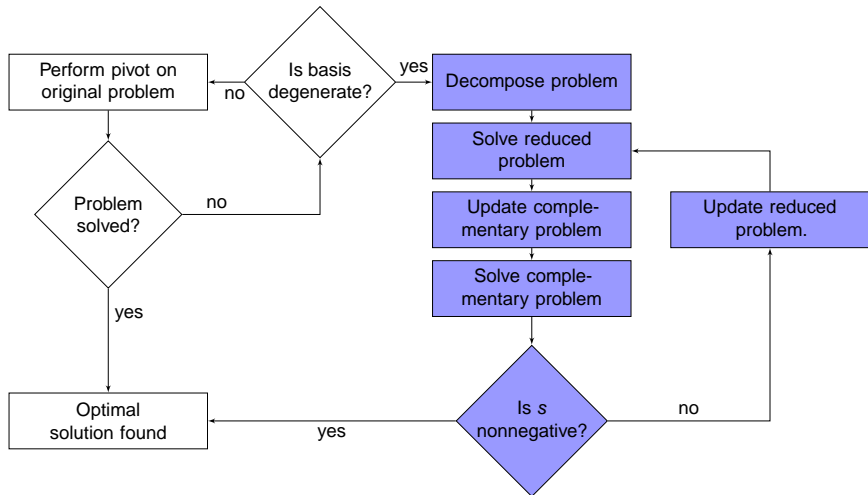 Perform pivot on
original problem
no
Is basis
degenerate?
yes
Decompose problem
Solve reduced
problem
Problem
solved?
no
Update comple-
mentary problem
Update reduced
problem.
Solve comple-
mentary problem
yes
Optimal
solution found
yes
Is s
nonnegative?
no